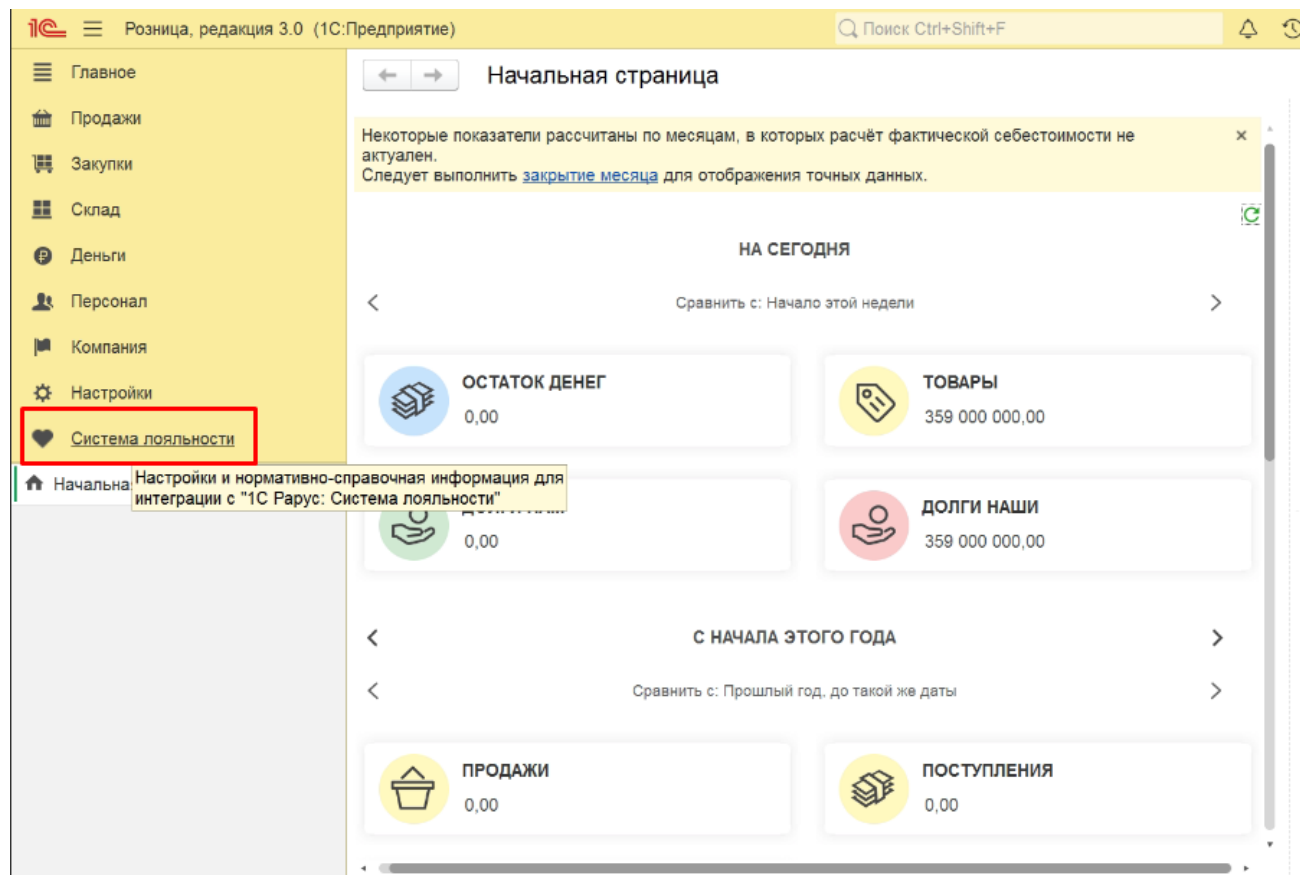 1С Розница, редакция 3.0 (1С:Предприятие) Поиск Ctrl+Shift+F
Главное
Продажи
Закупки
Склад
Деньги
Персонал
Компания
Настройки
Система лояльности
Настройки и нормативно-справочная информация для
интеграции с "1С Рарус: Система лояльности"
Начальная страница
Некоторые показатели рассчитаны по месяцам, в которых расчёт фактической себестоимости не
актуален.
Следует выполнить закрытие месяца для отображения точных данных.
НА СЕГОДНЯ
Сравнить с: Начало этой недели
ОСТАТОК ДЕНЕГ
0,00
ТОВАРЫ
359 000 000,00
0,00
ДОЛГИ НАШИ
359 000 000,00
С НАЧАЛА ЭТОГО ГОДА
Сравнить с: Прошлый год, до такой же даты
ПРОДАЖИ
0,00
ПОСТУПЛЕНИЯ
0,00